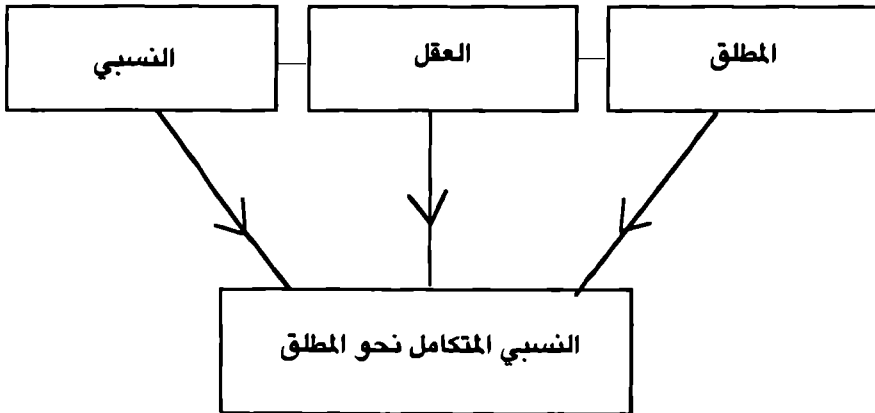 المطلق
العقل
النسبي
النسبي المتكامل نحو المطلق